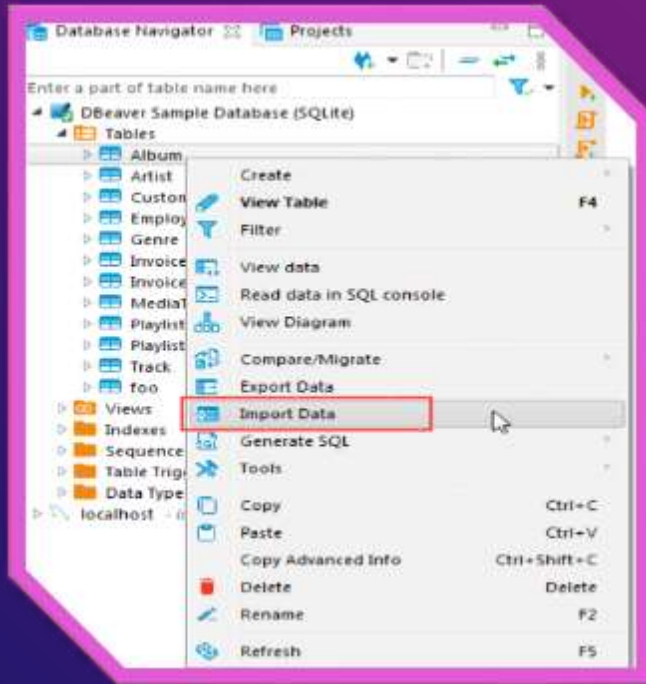 Database Navigator Projects
Enter a part of table name here
DBeaver Sample Database (SQLite)
Tables
Album
Artist
Custom
Employ
Genre
Invoice
Invoice
MediaT
Playlist
Playlist
Track
foo
Views
Indexes
Sequence
Table Trig
Data Type
localhost
Create
View Table F4
Filter
View data
Read data in SQL console
View Diagram
Compare/Migrate
Export Data
Import Data
Generate SQL
Tools
Copy Ctrl+C
Paste Ctrl+V
Copy Advanced Info Ctrl+Shift+C
Delete Delete
Rename F2
Refresh F5